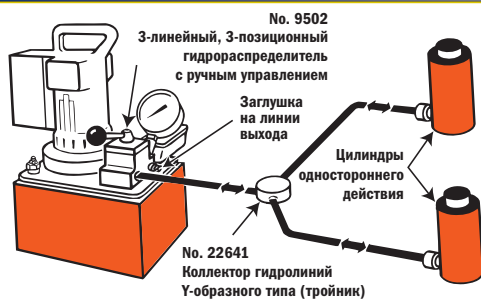 No. 9502
3-линейный, 3-позиционный
гидрораспределитель
с ручным управлением
Заглушка
на линии
выхода
Цилиндры
одностороннего
действия
No. 22641
Коллектор гидролиний
Y-образного типа (тройник)